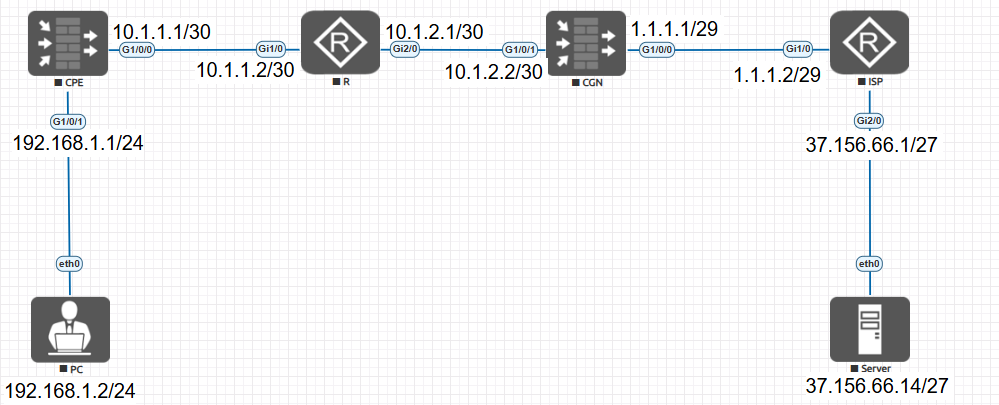 10.1.1.1/30
10.1.2.1/30
1.1.1.1/29
G1/0/0
Gi1/0
Gi2/0
G1/0/1
G1/0/0
Gi1/0
10.1.1.2/30
10.1.2.2/30
1.1.1.2/29
CPE
R
CGN
ISP
G1/0/1
Gi2/0
192.168.1.1/24
37.156.66.1/27
eth0
eth0
PC
Server
192.168.1.2/24
37.156.66.14/27
R
R